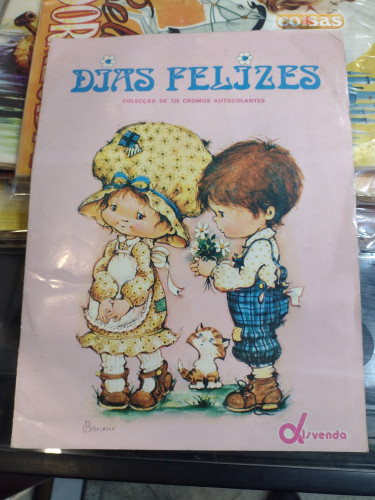 coisas
DIAS FELIZES
COLECÇÃO DE 128 CROMOS AUTOCOLANTES
Bonnie
disvenda